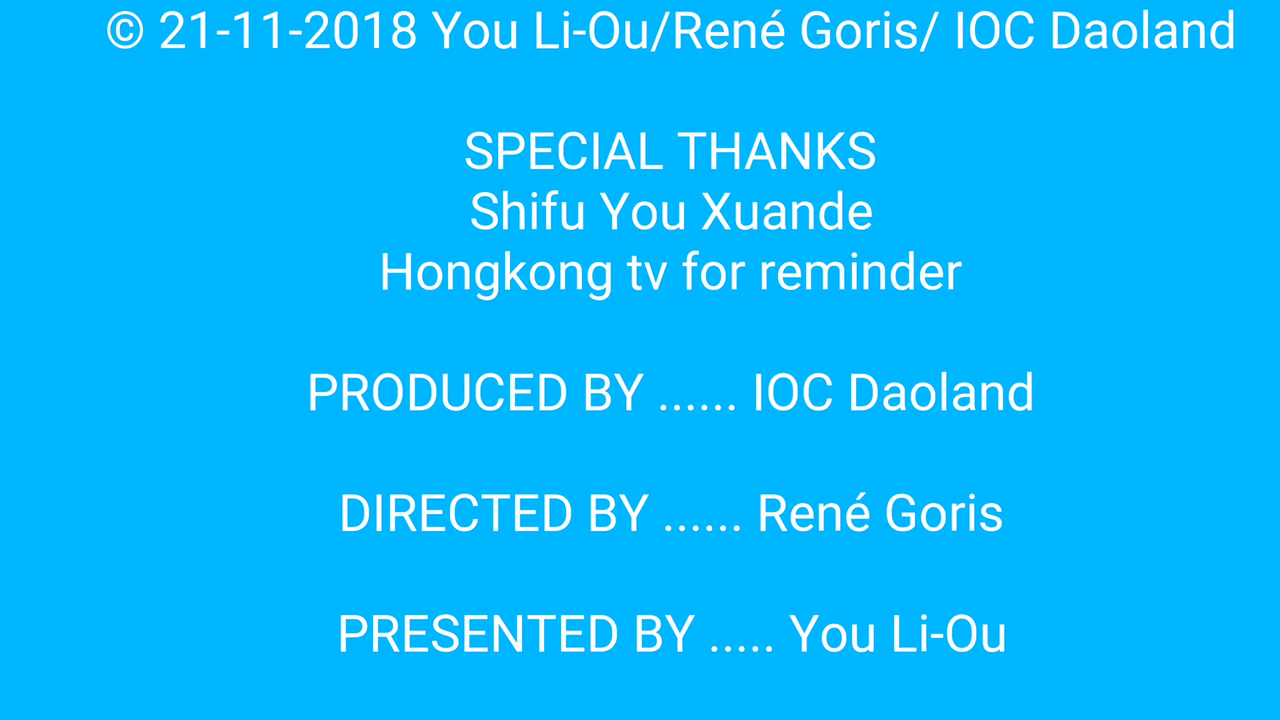 © 21-11-2018 You Li-Ou/René Goris/ IOC Daoland
SPECIAL THANKS
Shifu You Xuande
Hongkong tv for reminder
PRODUCED BY ...... IOC Daoland
DIRECTED BY ...... René Goris
PRESENTED BY ..... You Li-Ou